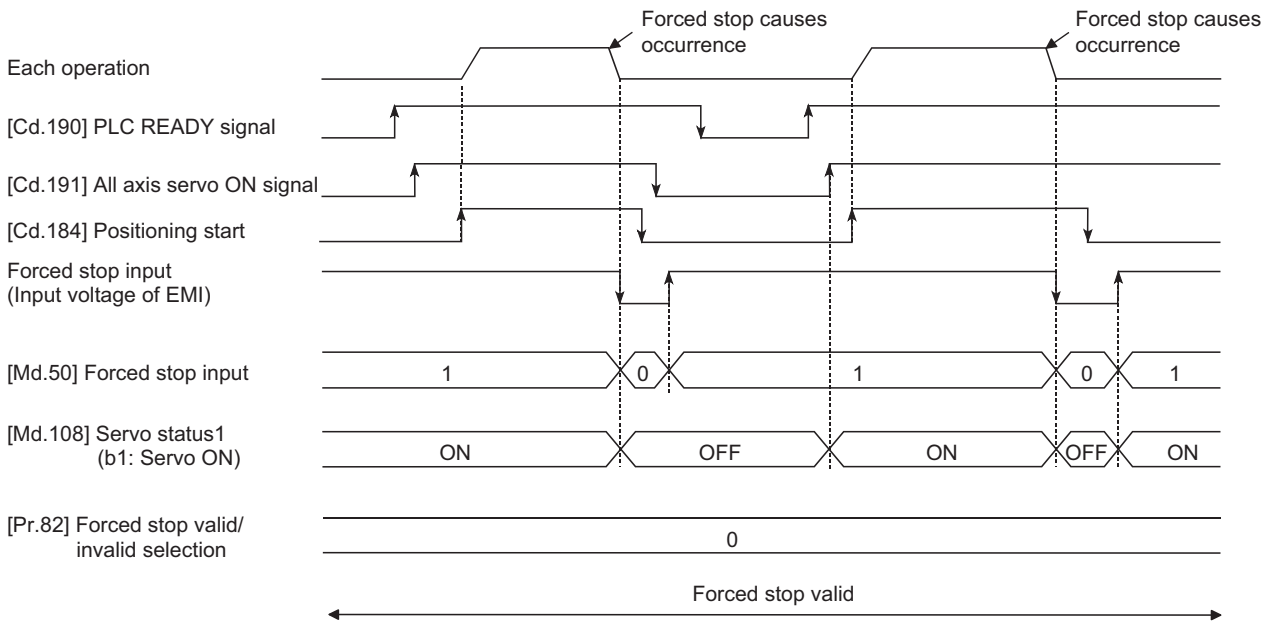 Forced stop causes
occurrence
Forced stop causes
occurrence
Each operation
[Cd.190] PLC READY signal
[Cd.191] All axis servo ON signal
[Cd.184] Positioning start
Forced stop input
(Input voltage of EMI)
[Md.50] Forced stop input
1
0
1
0
1
[Md.108] Servo status1
(b1: Servo ON)
ON
OFF
ON
OFF
ON
[Pr.82] Forced stop valid/
invalid selection
0
Forced stop valid